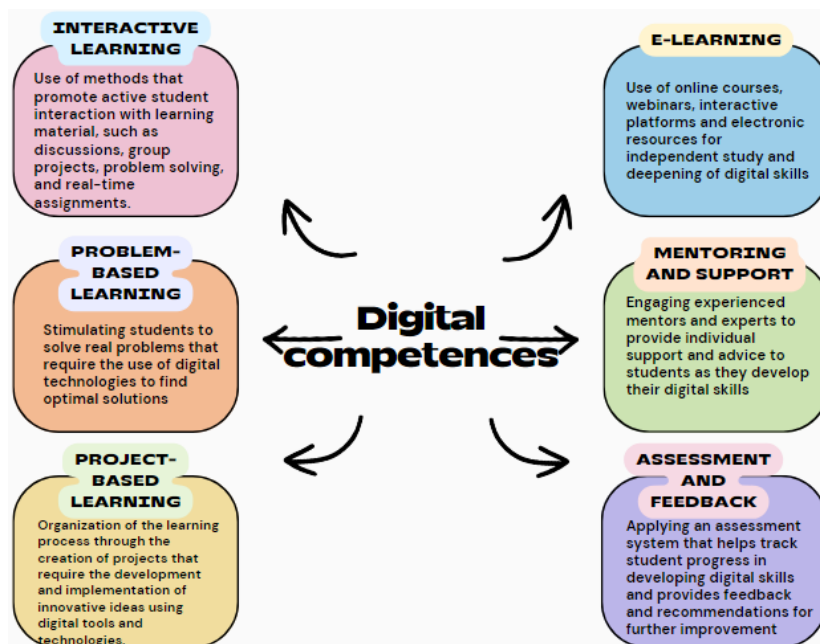 INTERACTIVE
LEARNING
Use of methods that
promote active student
interaction with learning
material, such as
discussions, group
projects, problem solving,
and real-time
assignments.
PROBLEM-
BASED
LEARNING
Stimulating students to
solve real problems that
require the use of digital
technologies to find
optimal solutions
PROJECT-
BASED
LEARNING
Organization of the learning
process through the
creation of projects that
require the development
and implementation of
innovative ideas using
digital tools and
technologies.
Digital
competences
E-LEARNING
Use of online courses,
webinars, interactive
platforms and electronic
resources for
independent study and
deepening of digital skills
MENTORING
AND SUPPORT
Engaging experienced
mentors and experts to
provide individual
support and advice to
students as they develop
their digital skills
ASSESSMENT
AND
FEEDBACK
Applying an assessment
system that helps track
student progress in
developing digital skills
and provides feedback
and recommendations for
further improvement